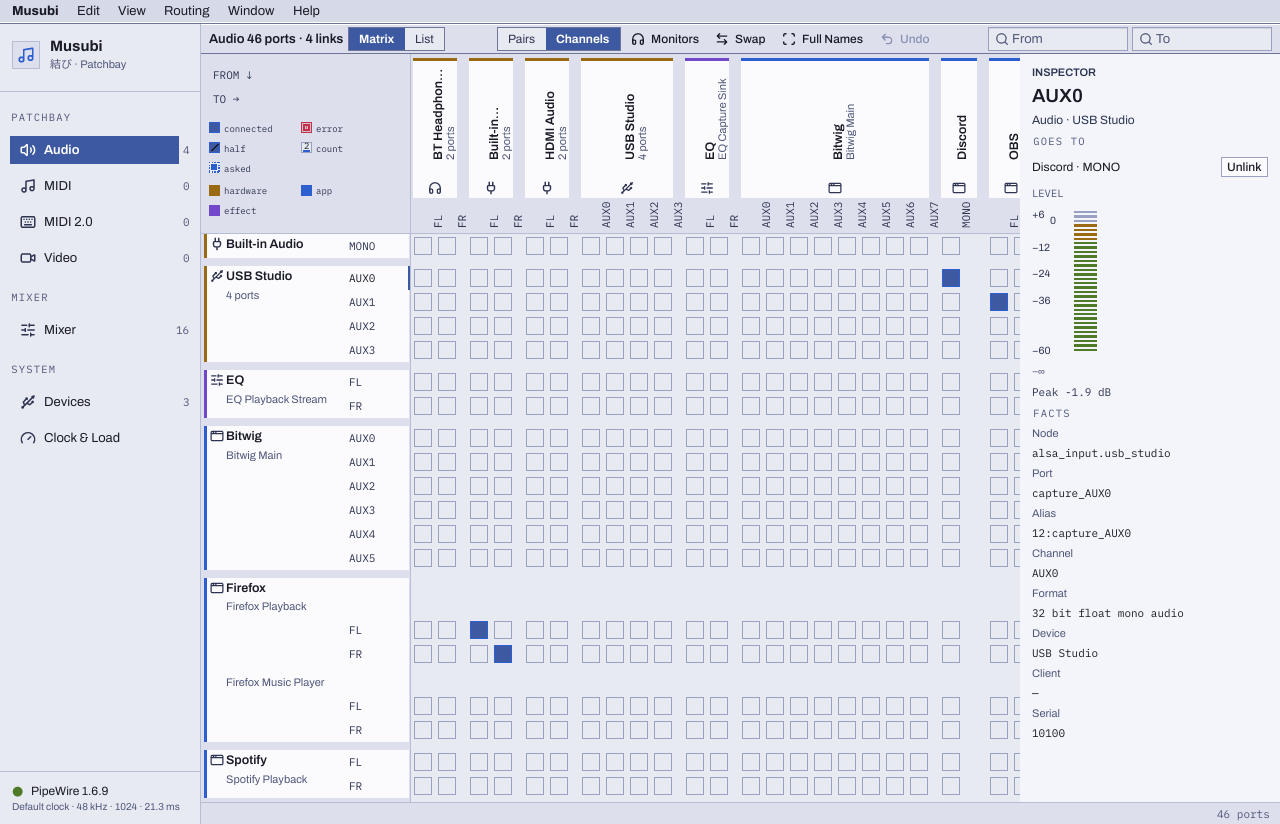 Musubi Edit View Routing Window Help
Musubi
結び · Patchbay
PATCHBAY
Audio 4
MIDI 0
MIDI 2.0 0
Video 0
MIXER
Mixer 16
SYSTEM
Devices 3
Clock & Load
PipeWire 1.6.9
Default clock · 48 kHz · 1024 · 21.3 ms
Audio 46 ports · 4 links Matrix List Pairs Channels Monitors Swap Full Names Undo From To
FROM ↓
TO →
connected error
half 2 count
asked
hardware app
effect
BT Headphon…
2 ports
Built-in…
2 ports
HDMI Audio
2 ports
USB Studio
4 ports
EQ
EQ Capture Sink
Bitwig
Bitwig Main
Discord
OBS
FL FR FL FR FL FR AUX0 AUX1 AUX2 AUX3 FL FR AUX0 AUX1 AUX2 AUX3 AUX4 AUX5 AUX6 AUX7 MONO FL
Built-in Audio MONO
USB Studio AUX0
4 ports
AUX1
AUX2
AUX3
EQ FL
EQ Playback Stream
FR
Bitwig AUX0
Bitwig Main
AUX1
AUX2
AUX3
AUX4
AUX5
Firefox
Firefox Playback
FL
FR
Firefox Music Player
FL
FR
Spotify FL
Spotify Playback
FR
INSPECTOR
AUX0
Audio · USB Studio
GOES TO
Discord · MONO Unlink
LEVEL
+6
0
−12
−24
−36
−60
−∞
Peak -1.9 dB
FACTS
Node
alsa_input.usb_studio
Port
capture_AUX0
Alias
12:capture_AUX0
Channel
AUX0
Format
32 bit float mono audio
Device
USB Studio
Client
—
Serial
10100
46 ports